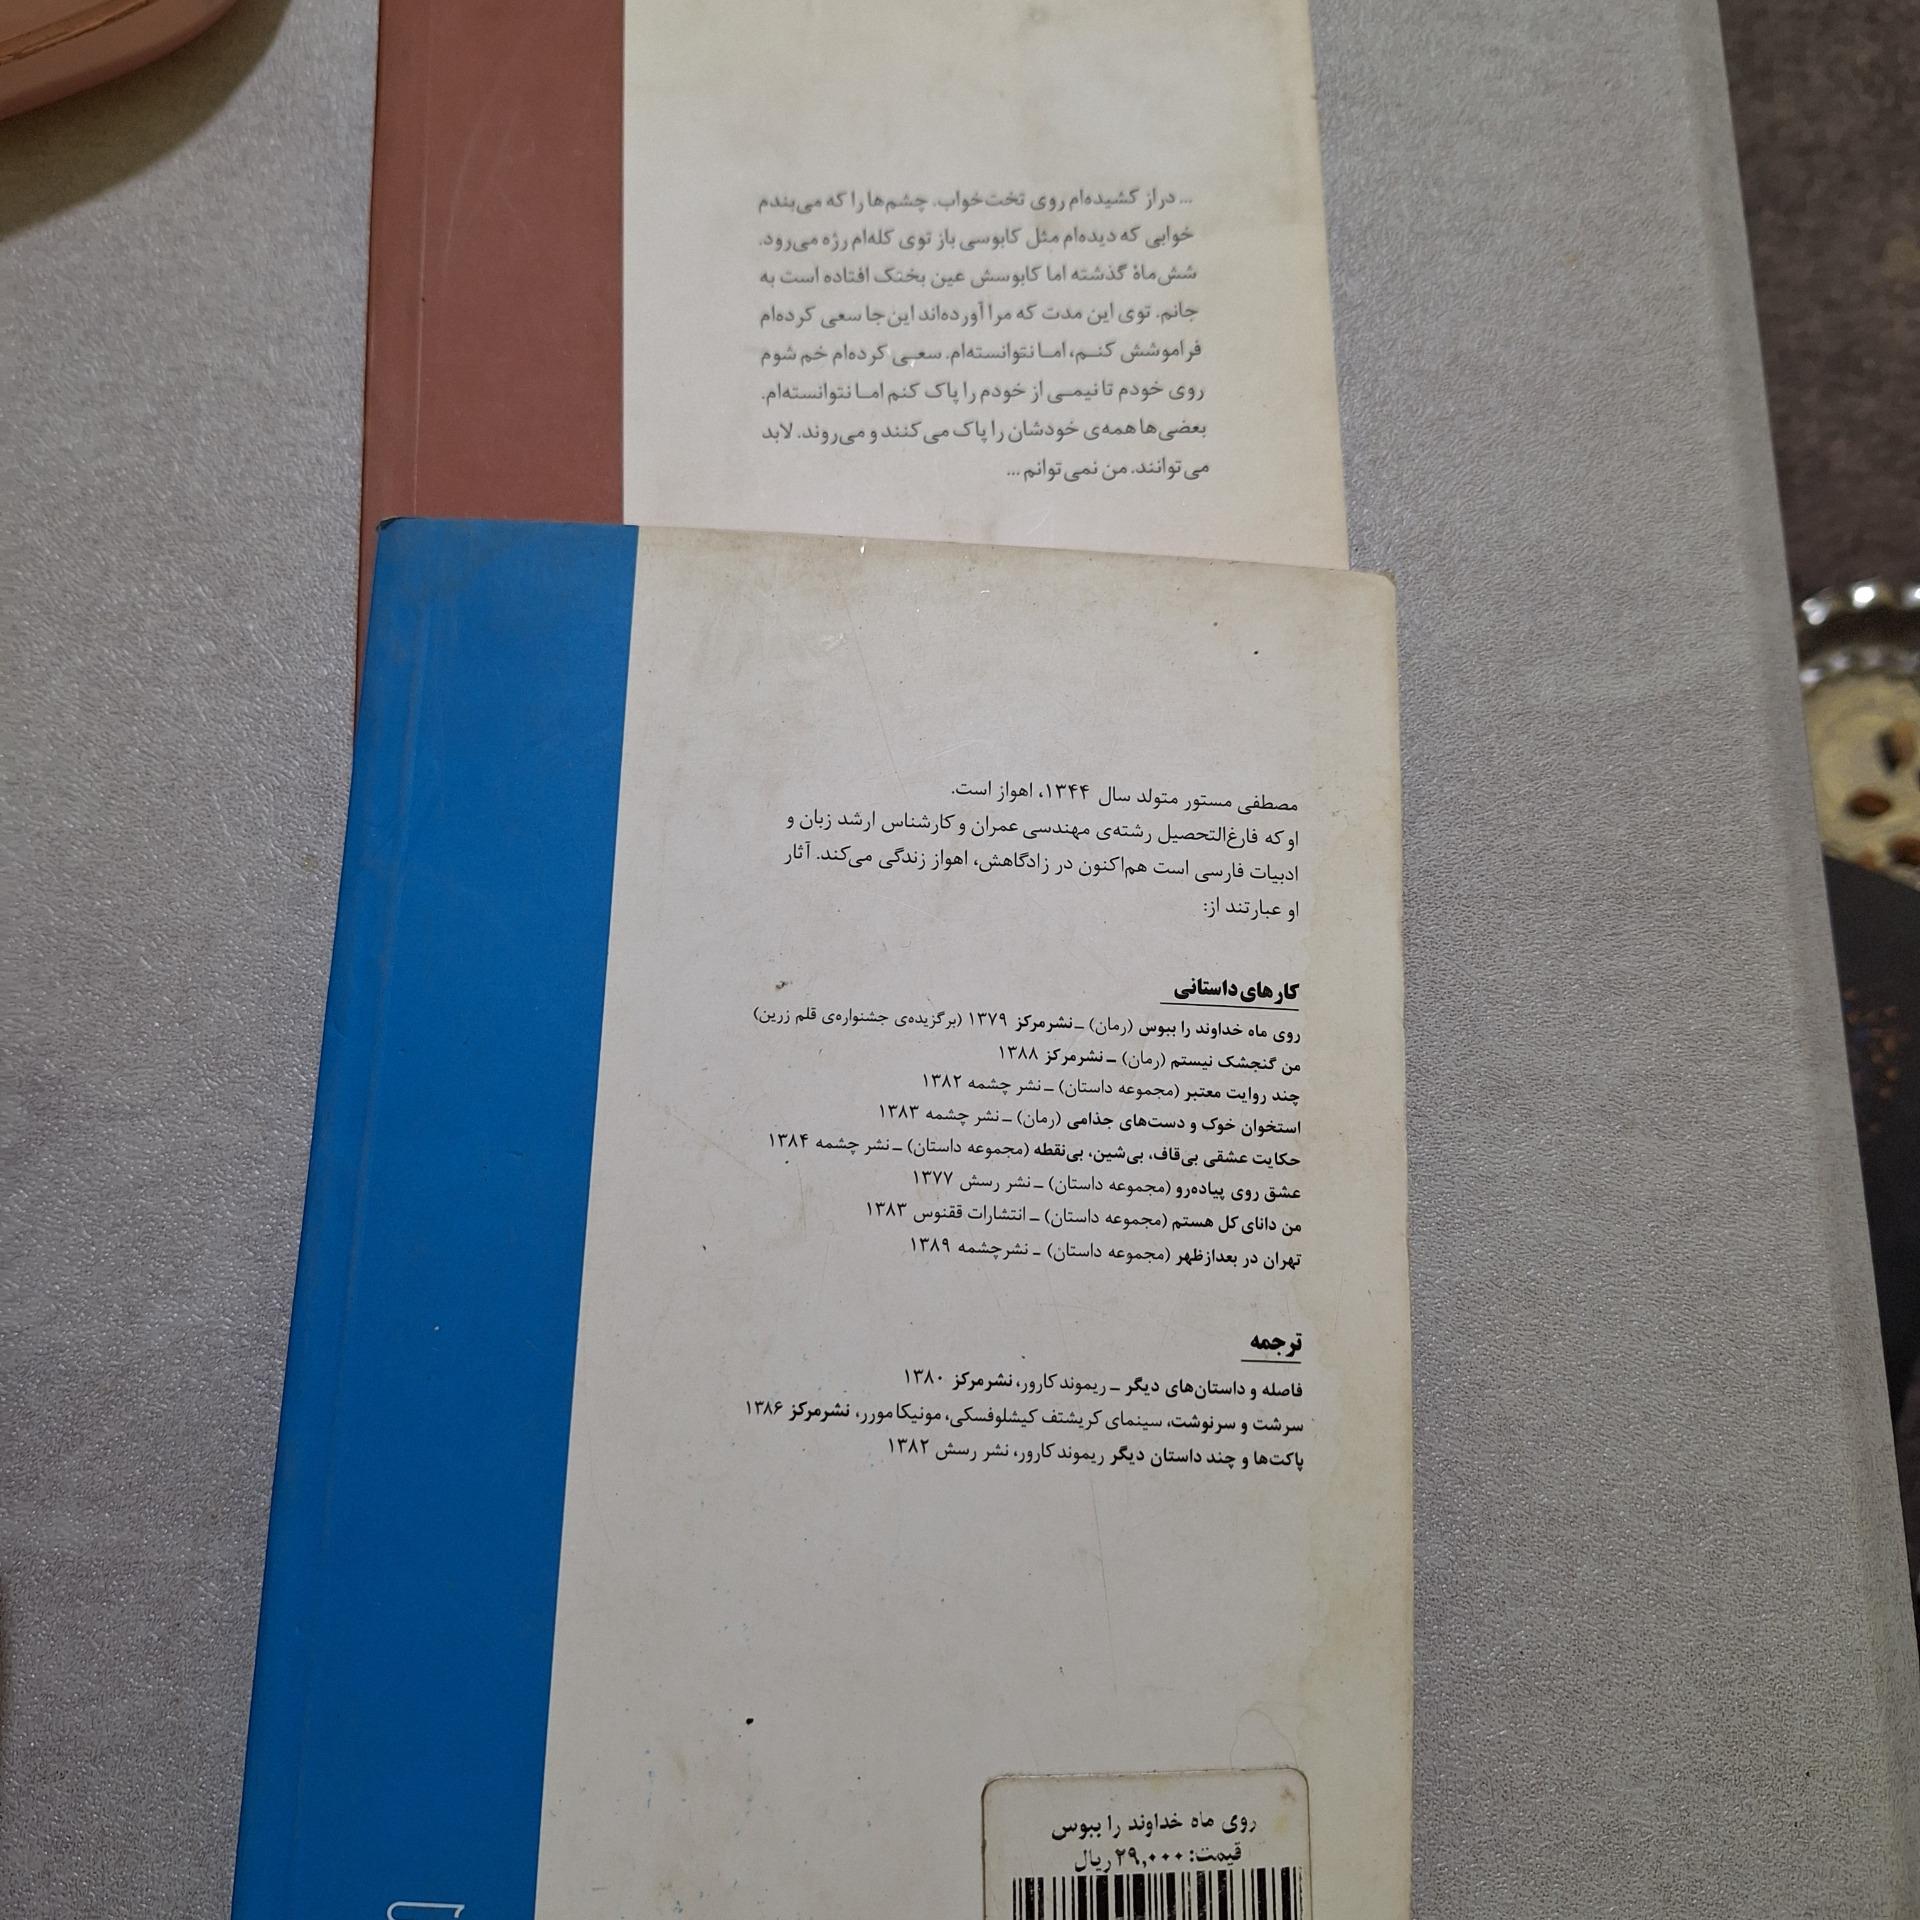 ... دراز کشیده‌ام روی تخت‌خواب. چشم‌ها را که می‌بندم
خوابی که دیده‌ام مثل کابوسی باز توی کله‌ام رژه می‌رود.
شش‌ماهٔ گذشته اما کابوسش عین بختک افتاده است به
جانم. توی این مدت که مرا آورده‌اند این‌جا سعی کرده‌ام
فراموشش کنم، اما نتوانسته‌ام. سعی کرده‌ام خم شوم
روی خودم تا نیمی از خودم را پاک کنم اما نتوانسته‌ام.
بعضی‌ها همه‌ی خودشان را پاک می‌کنند و می‌روند. لابد
می‌توانند. من نمی‌توانم ...
مصطفی مستور متولد سال ۱۳۴۴، اهواز است.
او که فارغ‌التحصیل رشته‌ی مهندسی عمران و کارشناس ارشد زبان و
ادبیات فارسی است هم‌اکنون در زادگاهش، اهواز زندگی می‌کند. آثار
او عبارتند از:
کارهای داستانی
روی ماه خداوند را ببوس (رمان) ـ نشرمرکز ۱۳۷۹ (برگزیده‌ی جشنواره‌ی قلم زرین)
من گنجشک نیستم (رمان) ـ نشرمرکز ۱۳۸۸
چند روایت معتبر (مجموعه داستان) ـ نشر چشمه ۱۳۸۲
استخوان خوک و دست‌های جذامی (رمان) ـ نشر چشمه ۱۳۸۳
حکایت عشقی بی‌قاف، بی‌شین، بی‌نقطه (مجموعه داستان) ـ نشر چشمه ۱۳۸۴
عشق روی پیاده‌رو (مجموعه داستان) ـ نشر رسش ۱۳۷۷
من دانای کل هستم (مجموعه داستان) ـ انتشارات ققنوس ۱۳۸۳
تهران در بعدازظهر (مجموعه داستان) ـ نشرچشمه ۱۳۸۹
ترجمه
فاصله و داستان‌های دیگر ـ ریموند کارور، نشرمرکز ۱۳۸۰
سرشت و سرنوشت، سینمای کریشتف کیشلوفسکی، مونیکا مورر، نشرمرکز ۱۳۸۶
پاکت‌ها و چند داستان دیگر ریموند کارور، نشر رسش ۱۳۸۲
روی ماه خداوند را ببوس
قیمت: ۲۹,۰۰۰ ریال